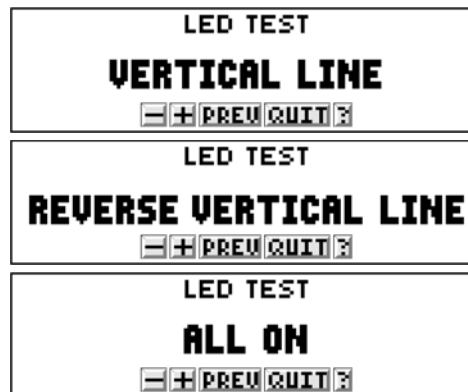 LED TEST
VERTICAL LINE
− + PREV QUIT ?
LED TEST
REVERSE VERTICAL LINE
− + PREV QUIT ?
LED TEST
ALL ON
− + PREV QUIT ?